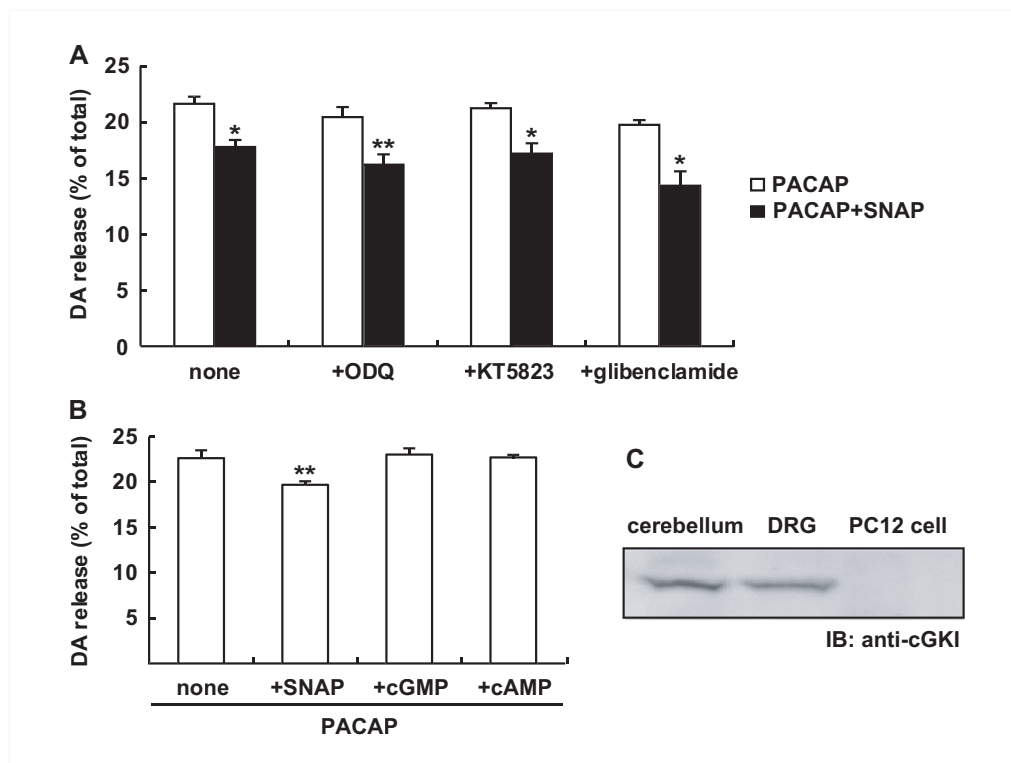 A
25
20
15
10
5
0
DA release (% of total)
*
**
*
*
none +ODQ +KT5823 +glibenclamide
PACAP
PACAP+SNAP
B
25
20
15
10
5
DA release (% of total)
**
none +SNAP +cGMP +cAMP
PACAP
C
cerebellum DRG PC12 cell
IB: anti-cGKI